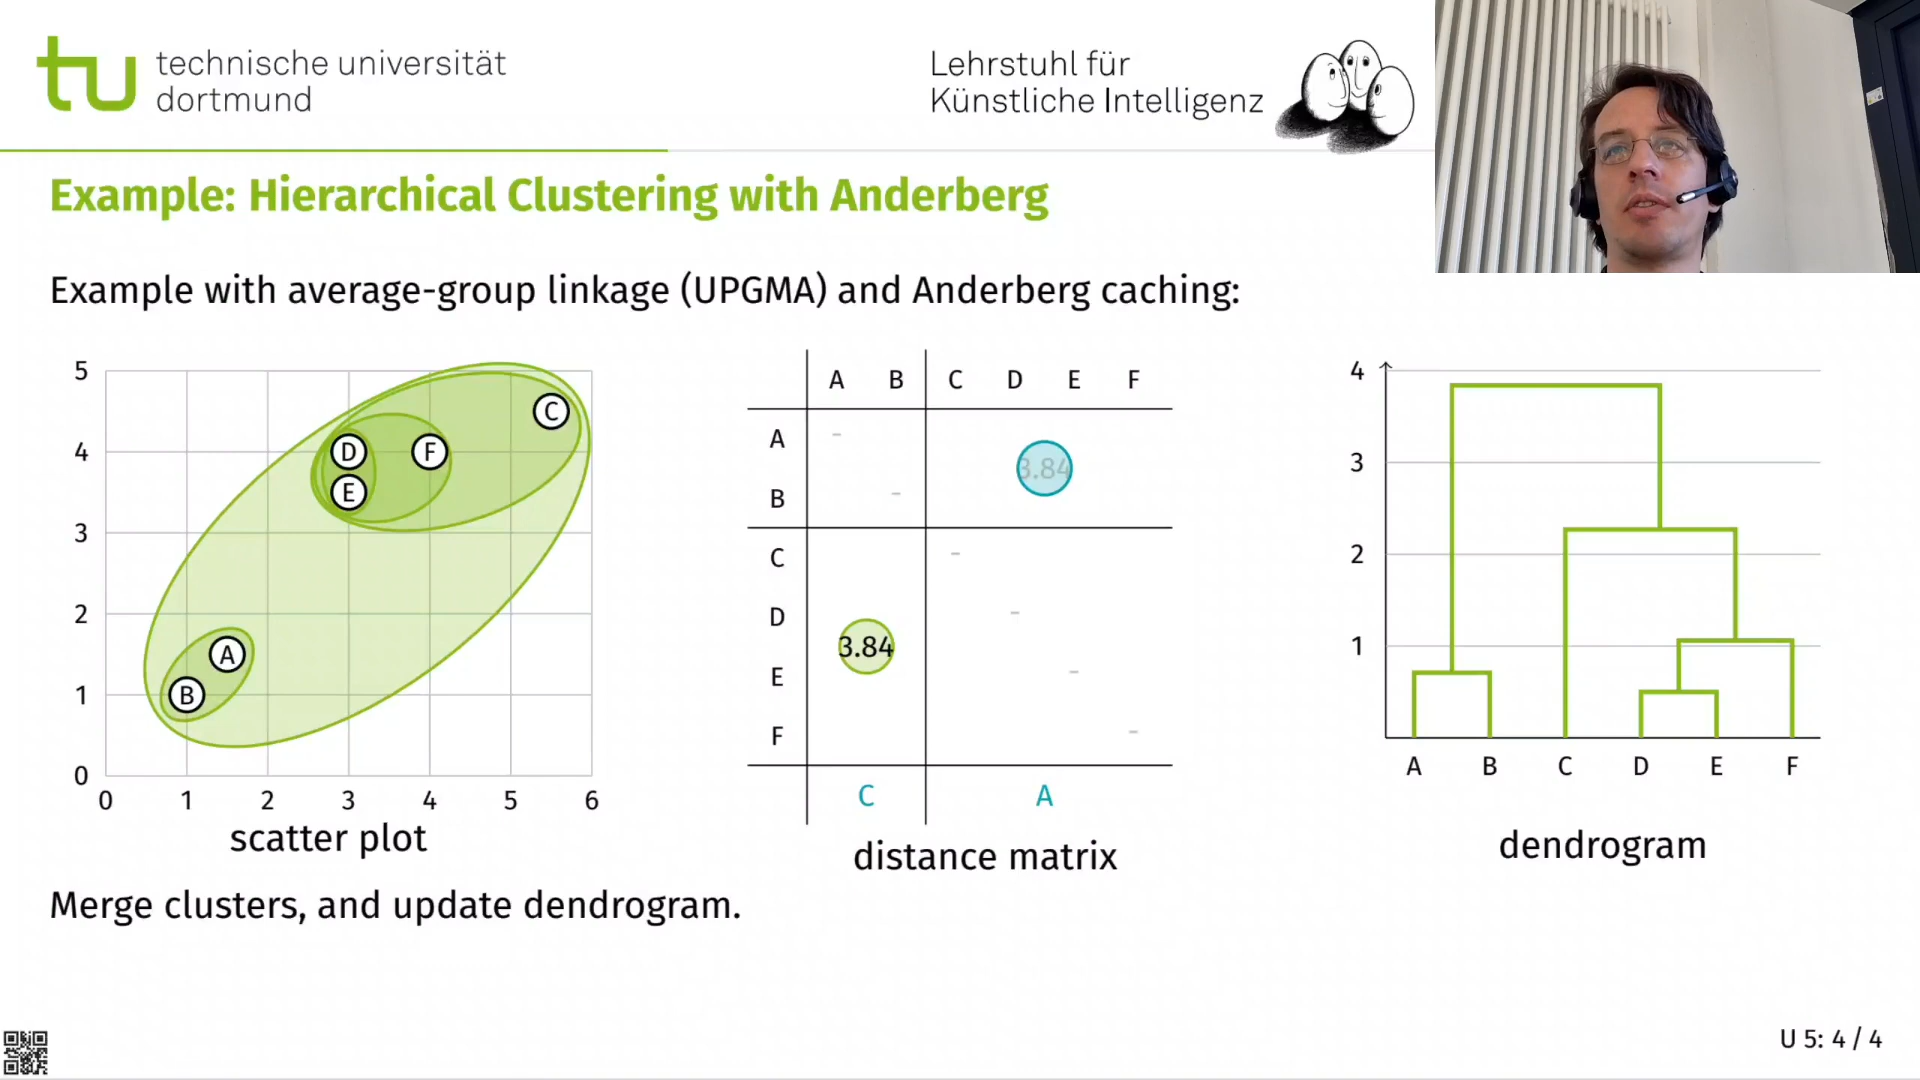 technische universität
dortmund
Lehrstuhl für
Künstliche Intelligenz
Example: Hierarchical Clustering with Anderberg
Example with average-group linkage (UPGMA) and Anderberg caching:
5
4
3
2
1
0
0 1 2 3 4 5 6
C
D F
E
A
B
scatter plot
A B C D E F
A -
3.84
B -
C -
D -
3.84
E -
F -
C A
distance matrix
4
3
2
1
A B C D E F
dendrogram
Merge clusters, and update dendrogram.
U 5: 4 / 4